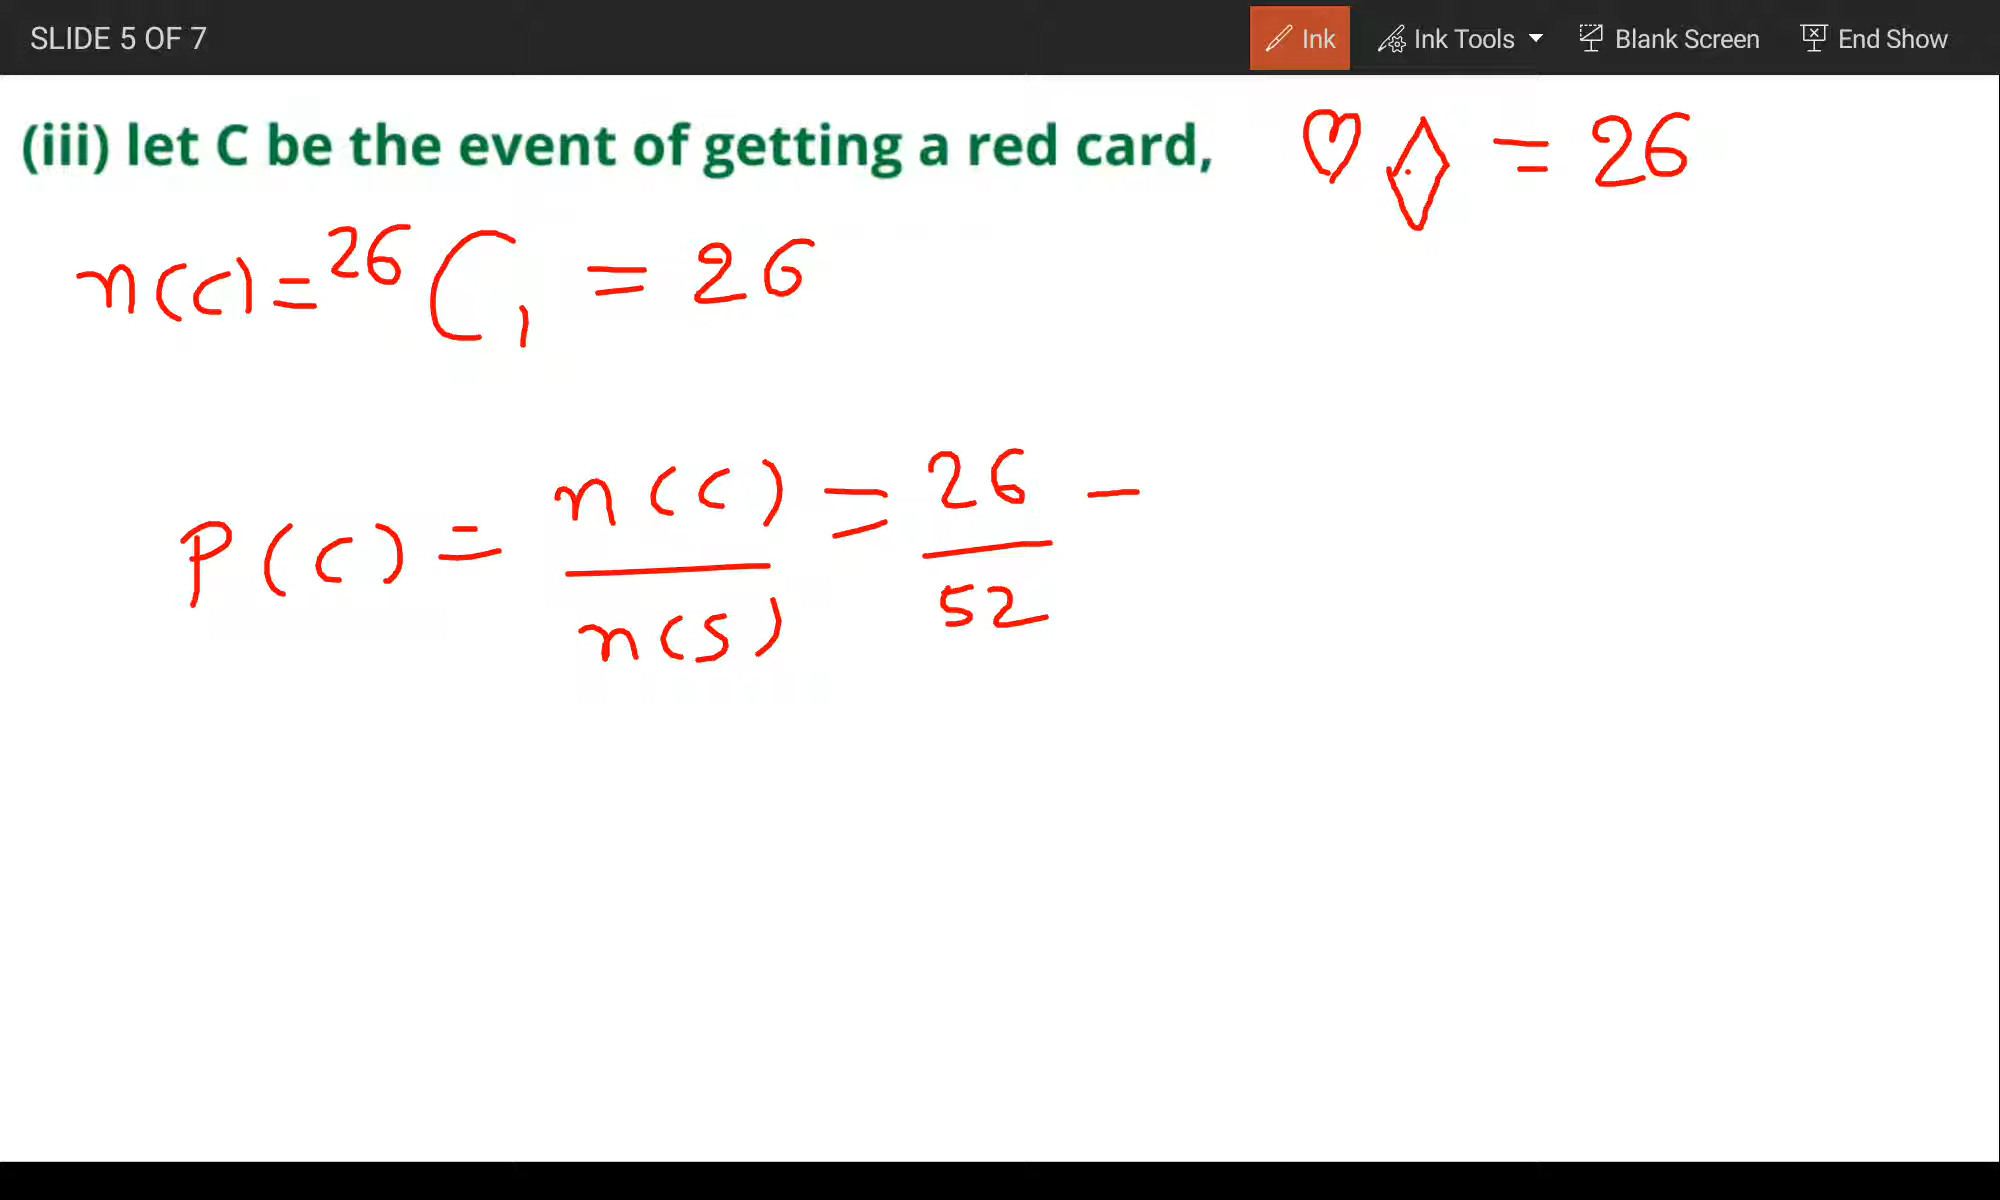 SLIDE 5 OF 7 Ink Ink Tools Blank Screen End Show
(iii) let C be the event of getting a red card, ♡ ◇ = 26
n(C) = ²⁶C₁ = 26
P(C) = n(C)/n(S) = 26/52 –